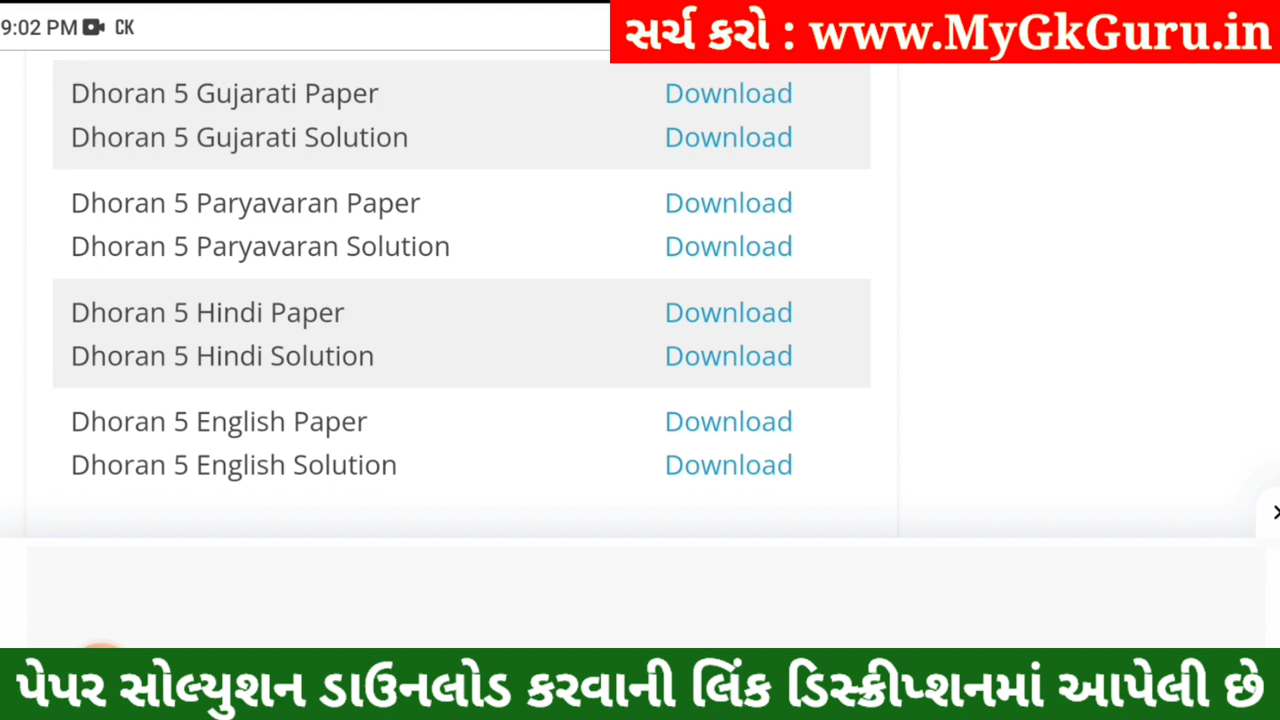 9:02 PM CK
સર્ચ કરો : www.MyGkGuru.in
Dhoran 5 Gujarati Paper Download
Dhoran 5 Gujarati Solution Download
Dhoran 5 Paryavaran Paper Download
Dhoran 5 Paryavaran Solution Download
Dhoran 5 Hindi Paper Download
Dhoran 5 Hindi Solution Download
Dhoran 5 English Paper Download
Dhoran 5 English Solution Download
પેપર સોલ્યુશન ડાઉનલોડ કરવાની લિંક ડિસ્ક્રીપ્શનમાં આપેલી છે